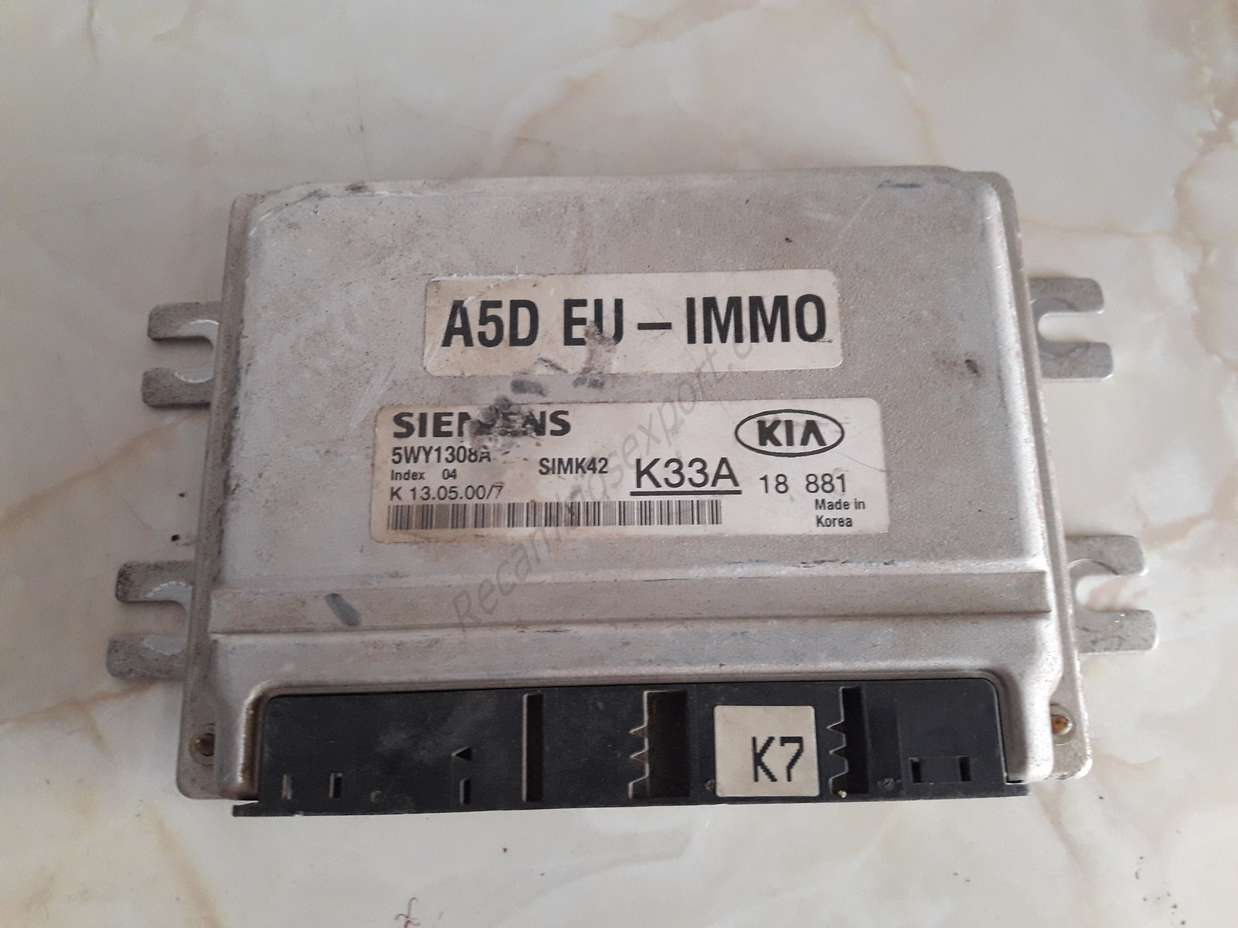 A5D EU – IMMO
SIEMENS
5WY1308A
SIMK42
K33A
KIA
18 881
Index 04
K 13.05.00/7
Made in
Korea
K7